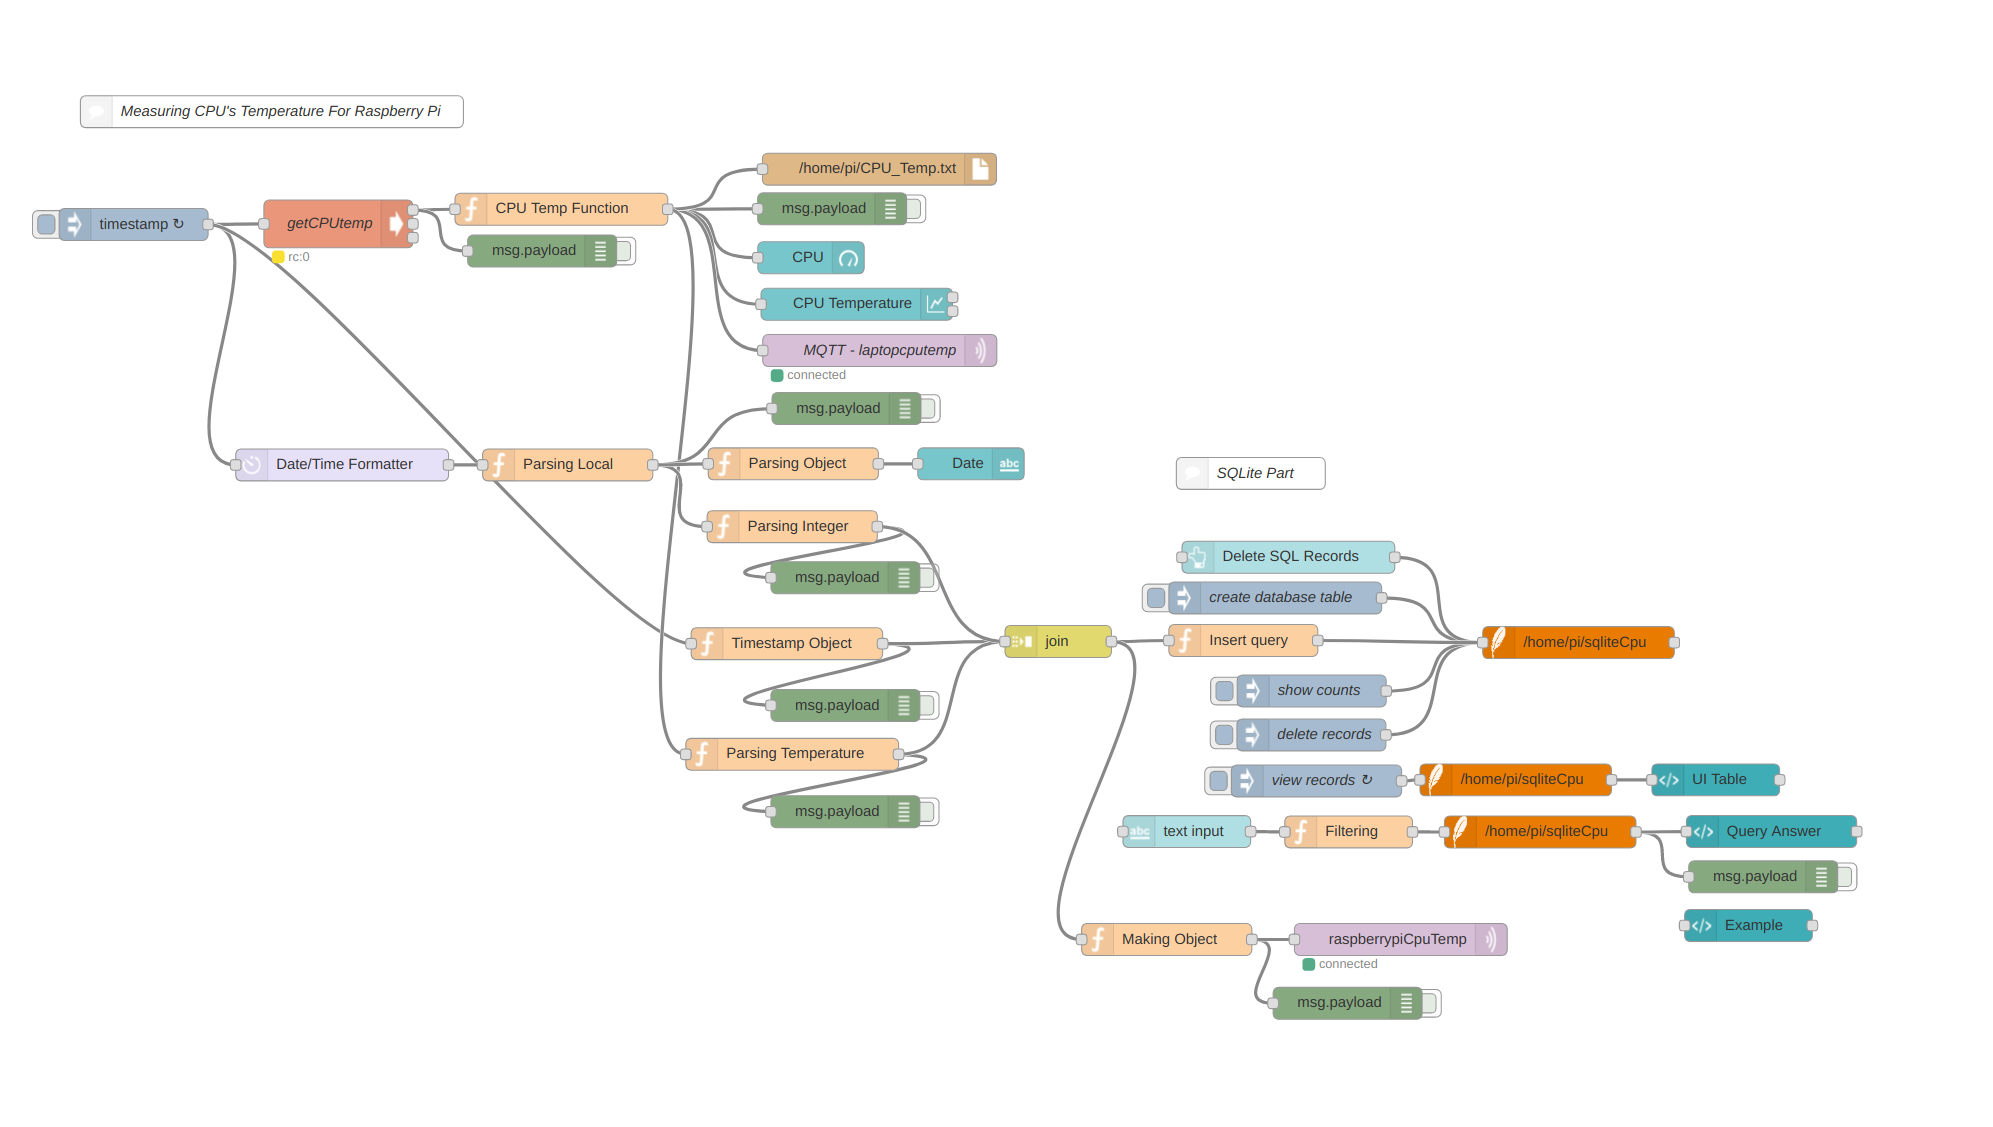 Measuring CPU's Temperature For Raspberry Pi
timestamp ↻
getCPUtemp
rc:0
CPU Temp Function
msg.payload
/home/pi/CPU_Temp.txt
msg.payload
CPU
CPU Temperature
MQTT - laptopcputemp
connected
msg.payload
Date/Time Formatter
Parsing Local
Parsing Object
Date
abc
Parsing Integer
msg.payload
Timestamp Object
msg.payload
Parsing Temperature
msg.payload
join
SQLite Part
Delete SQL Records
create database table
Insert query
/home/pi/sqliteCpu
show counts
delete records
view records ↻
/home/pi/sqliteCpu
UI Table
abc
text input
Filtering
/home/pi/sqliteCpu
Query Answer
msg.payload
Example
Making Object
raspberrypiCpuTemp
connected
msg.payload